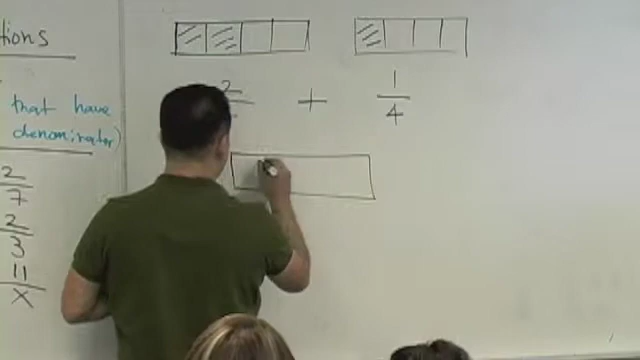 tions
that have
denominator)
2/7
2/3
11/x
2 + 1/4